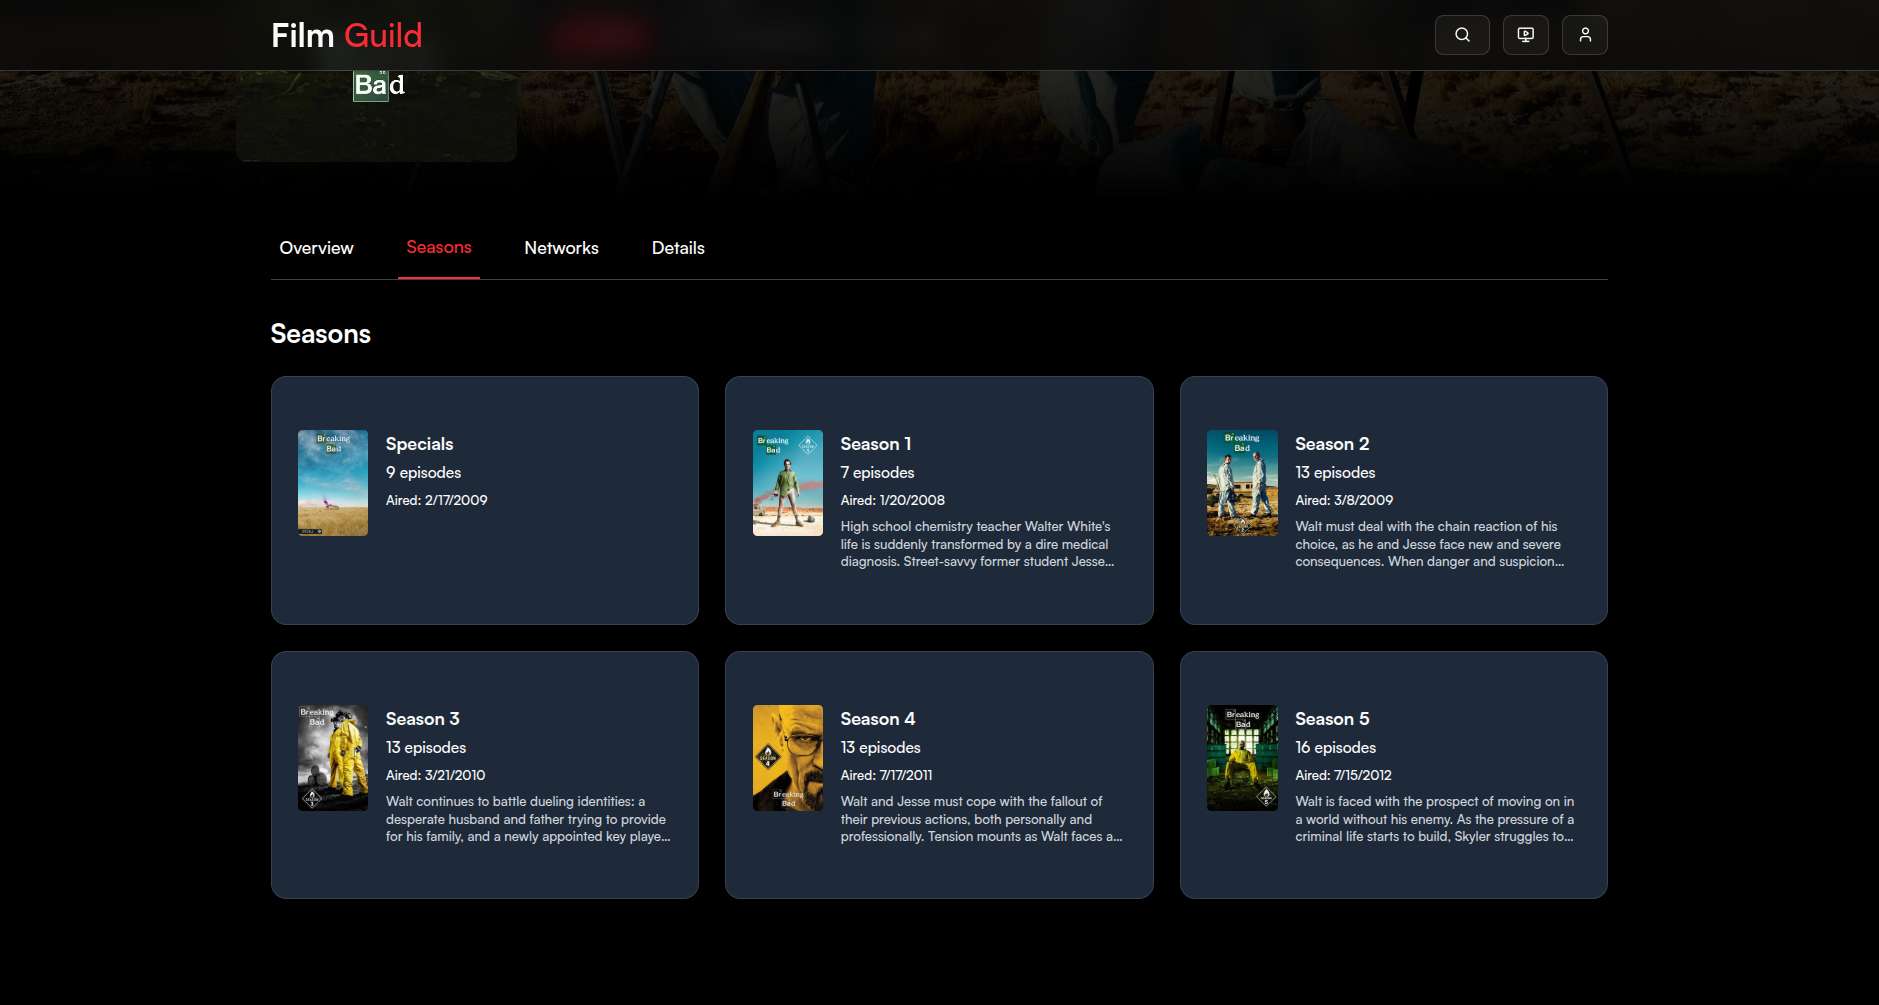 Film Guild
Bad
Overview
Seasons
Networks
Details
Seasons
Breaking
Bad
Specials
9 episodes
Aired: 2/17/2009
Breaking
Bad
Season 1
7 episodes
Aired: 1/20/2008
High school chemistry teacher Walter White's
life is suddenly transformed by a dire medical
diagnosis. Street-savvy former student Jesse...
Breaking
Bad
Season 2
13 episodes
Aired: 3/8/2009
Walt must deal with the chain reaction of his
choice, as he and Jesse face new and severe
consequences. When danger and suspicion...
Breaking
Bad
Season 3
13 episodes
Aired: 3/21/2010
Walt continues to battle dueling identities: a
desperate husband and father trying to provide
for his family, and a newly appointed key playe...
SEASON
4
Breaking
Bad
Season 4
13 episodes
Aired: 7/17/2011
Walt and Jesse must cope with the fallout of
their previous actions, both personally and
professionally. Tension mounts as Walt faces a...
Breaking
Bad
Season 5
16 episodes
Aired: 7/15/2012
Walt is faced with the prospect of moving on in
a world without his enemy. As the pressure of a
criminal life starts to build, Skyler struggles to...